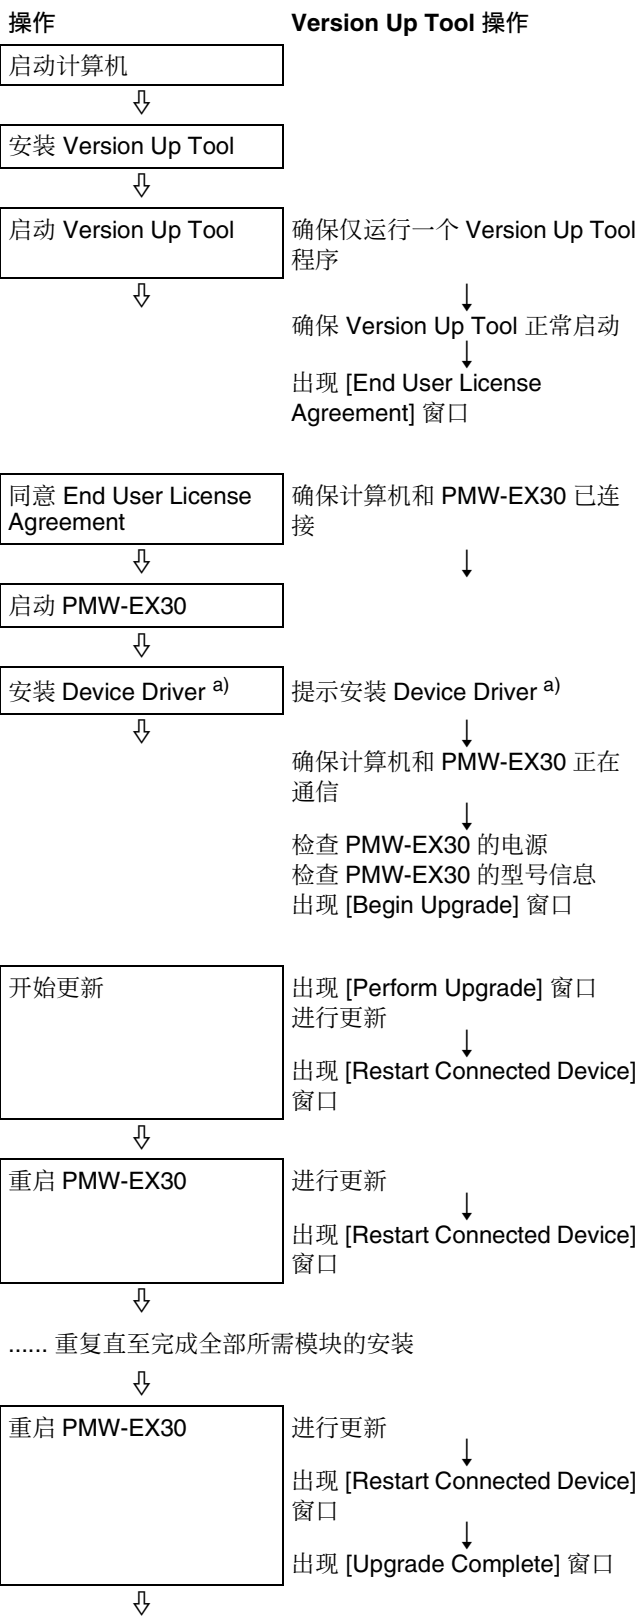 操作
Version Up Tool 操作
启动计算机
安装 Version Up Tool
启动 Version Up Tool
确保仅运行一个 Version Up Tool
程序
确保 Version Up Tool 正常启动
出现 [End User License
Agreement] 窗口
同意 End User License
Agreement
确保计算机和 PMW-EX30 已连
接
启动 PMW-EX30
安装 Device Driver a)
提示安装 Device Driver a)
确保计算机和 PMW-EX30 正在
通信
检查 PMW-EX30 的电源
检查 PMW-EX30 的型号信息
出现 [Begin Upgrade] 窗口
开始更新
出现 [Perform Upgrade] 窗口
进行更新
出现 [Restart Connected Device]
窗口
重启 PMW-EX30
进行更新
出现 [Restart Connected Device]
窗口
...... 重复直至完成全部所需模块的安装
重启 PMW-EX30
进行更新
出现 [Restart Connected Device]
窗口
出现 [Upgrade Complete] 窗口